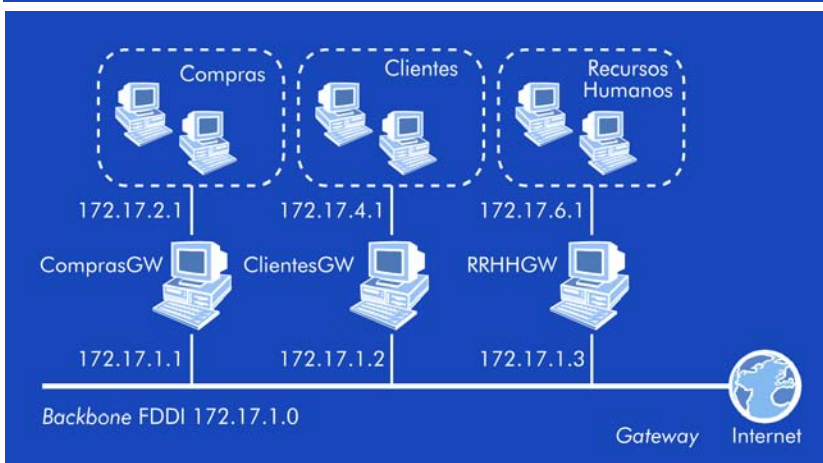 Compras
Clientes
Recursos
Humanos
172.17.2.1
172.17.4.1
172.17.6.1
ComprasGW
ClientesGW
RRHHGW
172.17.1.1
172.17.1.2
172.17.1.3
Backbone FDDI 172.17.1.0
Gateway
Internet